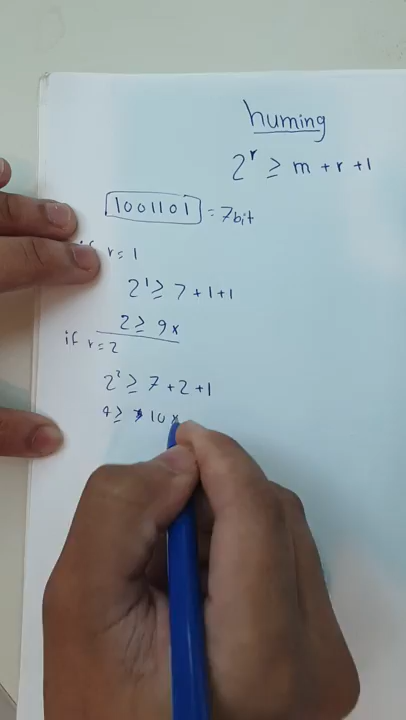 huming
2^r ≥ m + r + 1
1001101 = 7bit
if r = 1
2^1 ≥ 7 + 1 + 1
2 ≥ 9 x
if r = 2
2^2 ≥ 7 + 2 + 1
4 ≥ 10 x